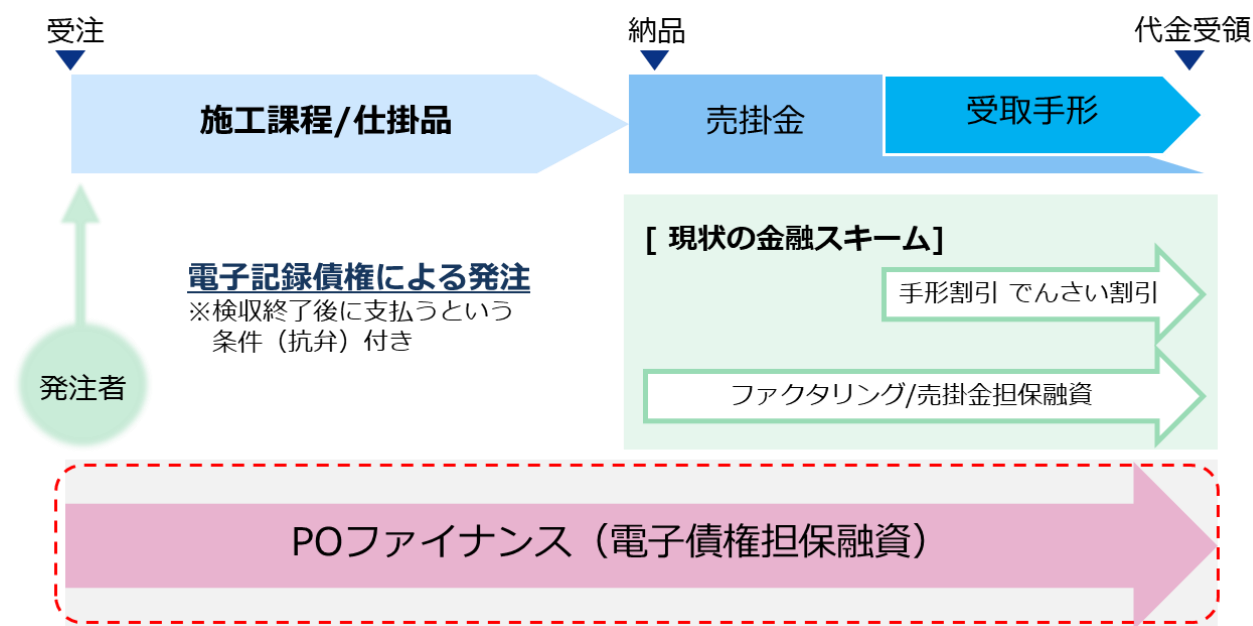 受注
納品
代金受領
施工課程/仕掛品
売掛金
受取手形
[ 現状の金融スキーム]
電子記録債権による発注
※検収終了後に支払うという
条件（抗弁）付き
手形割引 でんさい割引
発注者
ファクタリング/売掛金担保融資
POファイナンス（電子債権担保融資）